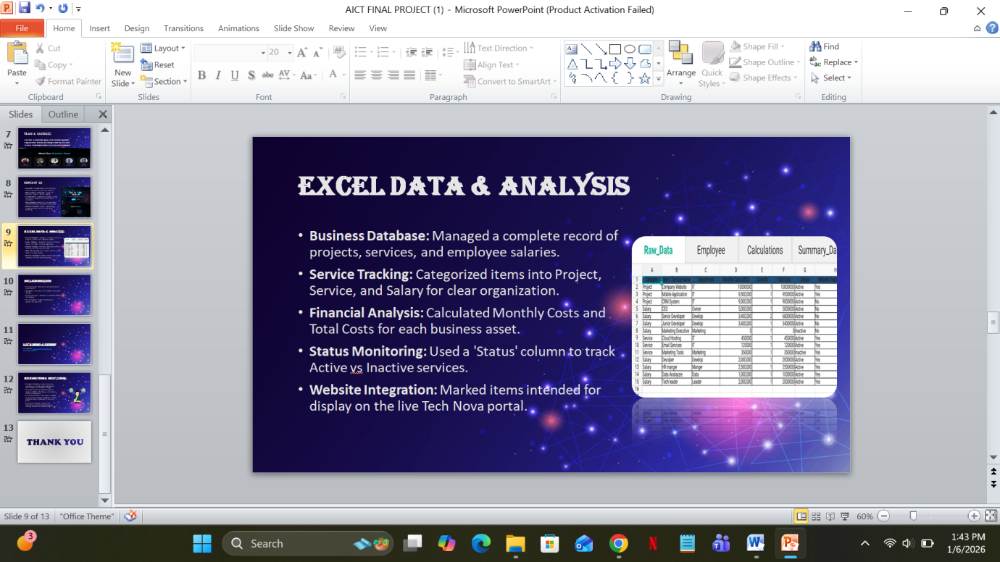 AICT FINAL PROJECT (1) - Microsoft PowerPoint (Product Activation Failed)
File Home Insert Design Transitions Animations Slide Show Review View
Paste
Cut
Copy
Format Painter
Clipboard
New Slide
Layout
Reset
Section
Slides
20
Font
Text Direction
Align Text
Convert to SmartArt
Paragraph
Arrange
Quick Styles
Shape Fill
Shape Outline
Shape Effects
Drawing
Find
Replace
Select
Editing
Slides Outline
7
TEAM & CAREERS
8
CONTACT US
9
EXCEL DATA & ANALYSIS
10
11
12
13
THANK YOU
EXCEL DATA & ANALYSIS
• Business Database: Managed a complete record of
projects, services, and employee salaries.
• Service Tracking: Categorized items into Project,
Service, and Salary for clear organization.
• Financial Analysis: Calculated Monthly Costs and
Total Costs for each business asset.
• Status Monitoring: Used a 'Status' column to track
Active vs Inactive services.
• Website Integration: Marked items intended for
display on the live Tech Nova portal.
Raw_Data Employee Calculations Summary_Da
A B C D E F G H
1 Category Department Monthly Cost Quantity Total Cost Status
2 Project Company Website IT 10000000 1 10000000 Active Yes
3 Project Mobile Application IT 9,500,000 1 9500000 Active Yes
4 Project CRM System IT 9,000,000 1 9000000 Active No
5 Salary CEO Owner 5,000,000 1 5000000 Active No
6 Salary Senior Developer Develop 3,400,000 2 6800000 Active No
7 Salary Junior Developer Develop 3,400,000 1 3400000 Active No
8 Salary Marketing Executive Marketing 0 1 0 Inactive No
9 Service Cloud Hosting IT 450000 1 450000 Active Yes
10 Service Email Services IT 120000 1 120000 Active Yes
11 Service Marketing Tools Marketing 350000 1 350000 Inactive Yes
12 Salary Devolper Develop 2,000,000 1 2000000 Active Yes
13 Salary HR manger Manger 2,500,000 1 2500000 Active Yes
14 Salary Data Analayzie Data 1,000,000 1 1000000 Active Yes
15 Salary Tech leader Leader 2,000,000 1 2000000 Active Yes
16
Slide 9 of 13 "Office Theme" 60%
3
Search
1:43 PM
1/6/2026